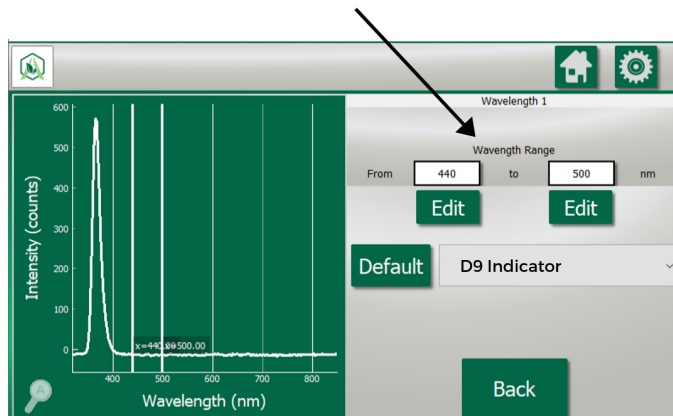 Wavelength 1
Wavength Range
From 440 to 500 nm
Edit Edit
Default D9 Indicator
Back
600
500
400
300
200
100
0
Intensity (counts)
x=440.00
x=500.00
400 500 600 700 800
Wavelength (nm)
A